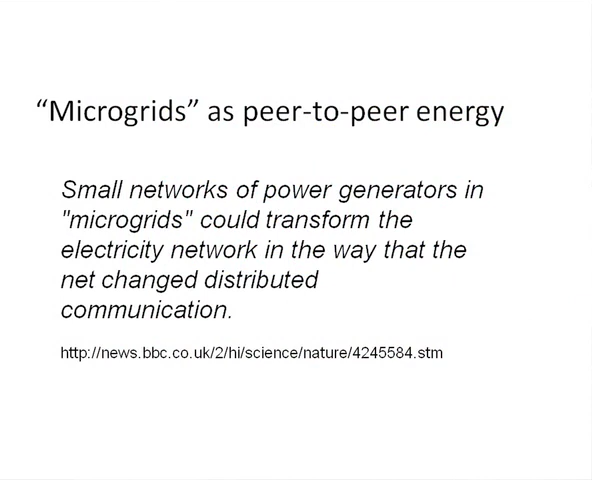 “Microgrids” as peer-to-peer energy
Small networks of power generators in
"microgrids" could transform the
electricity network in the way that the
net changed distributed
communication.
http://news.bbc.co.uk/2/hi/science/nature/4245584.stm